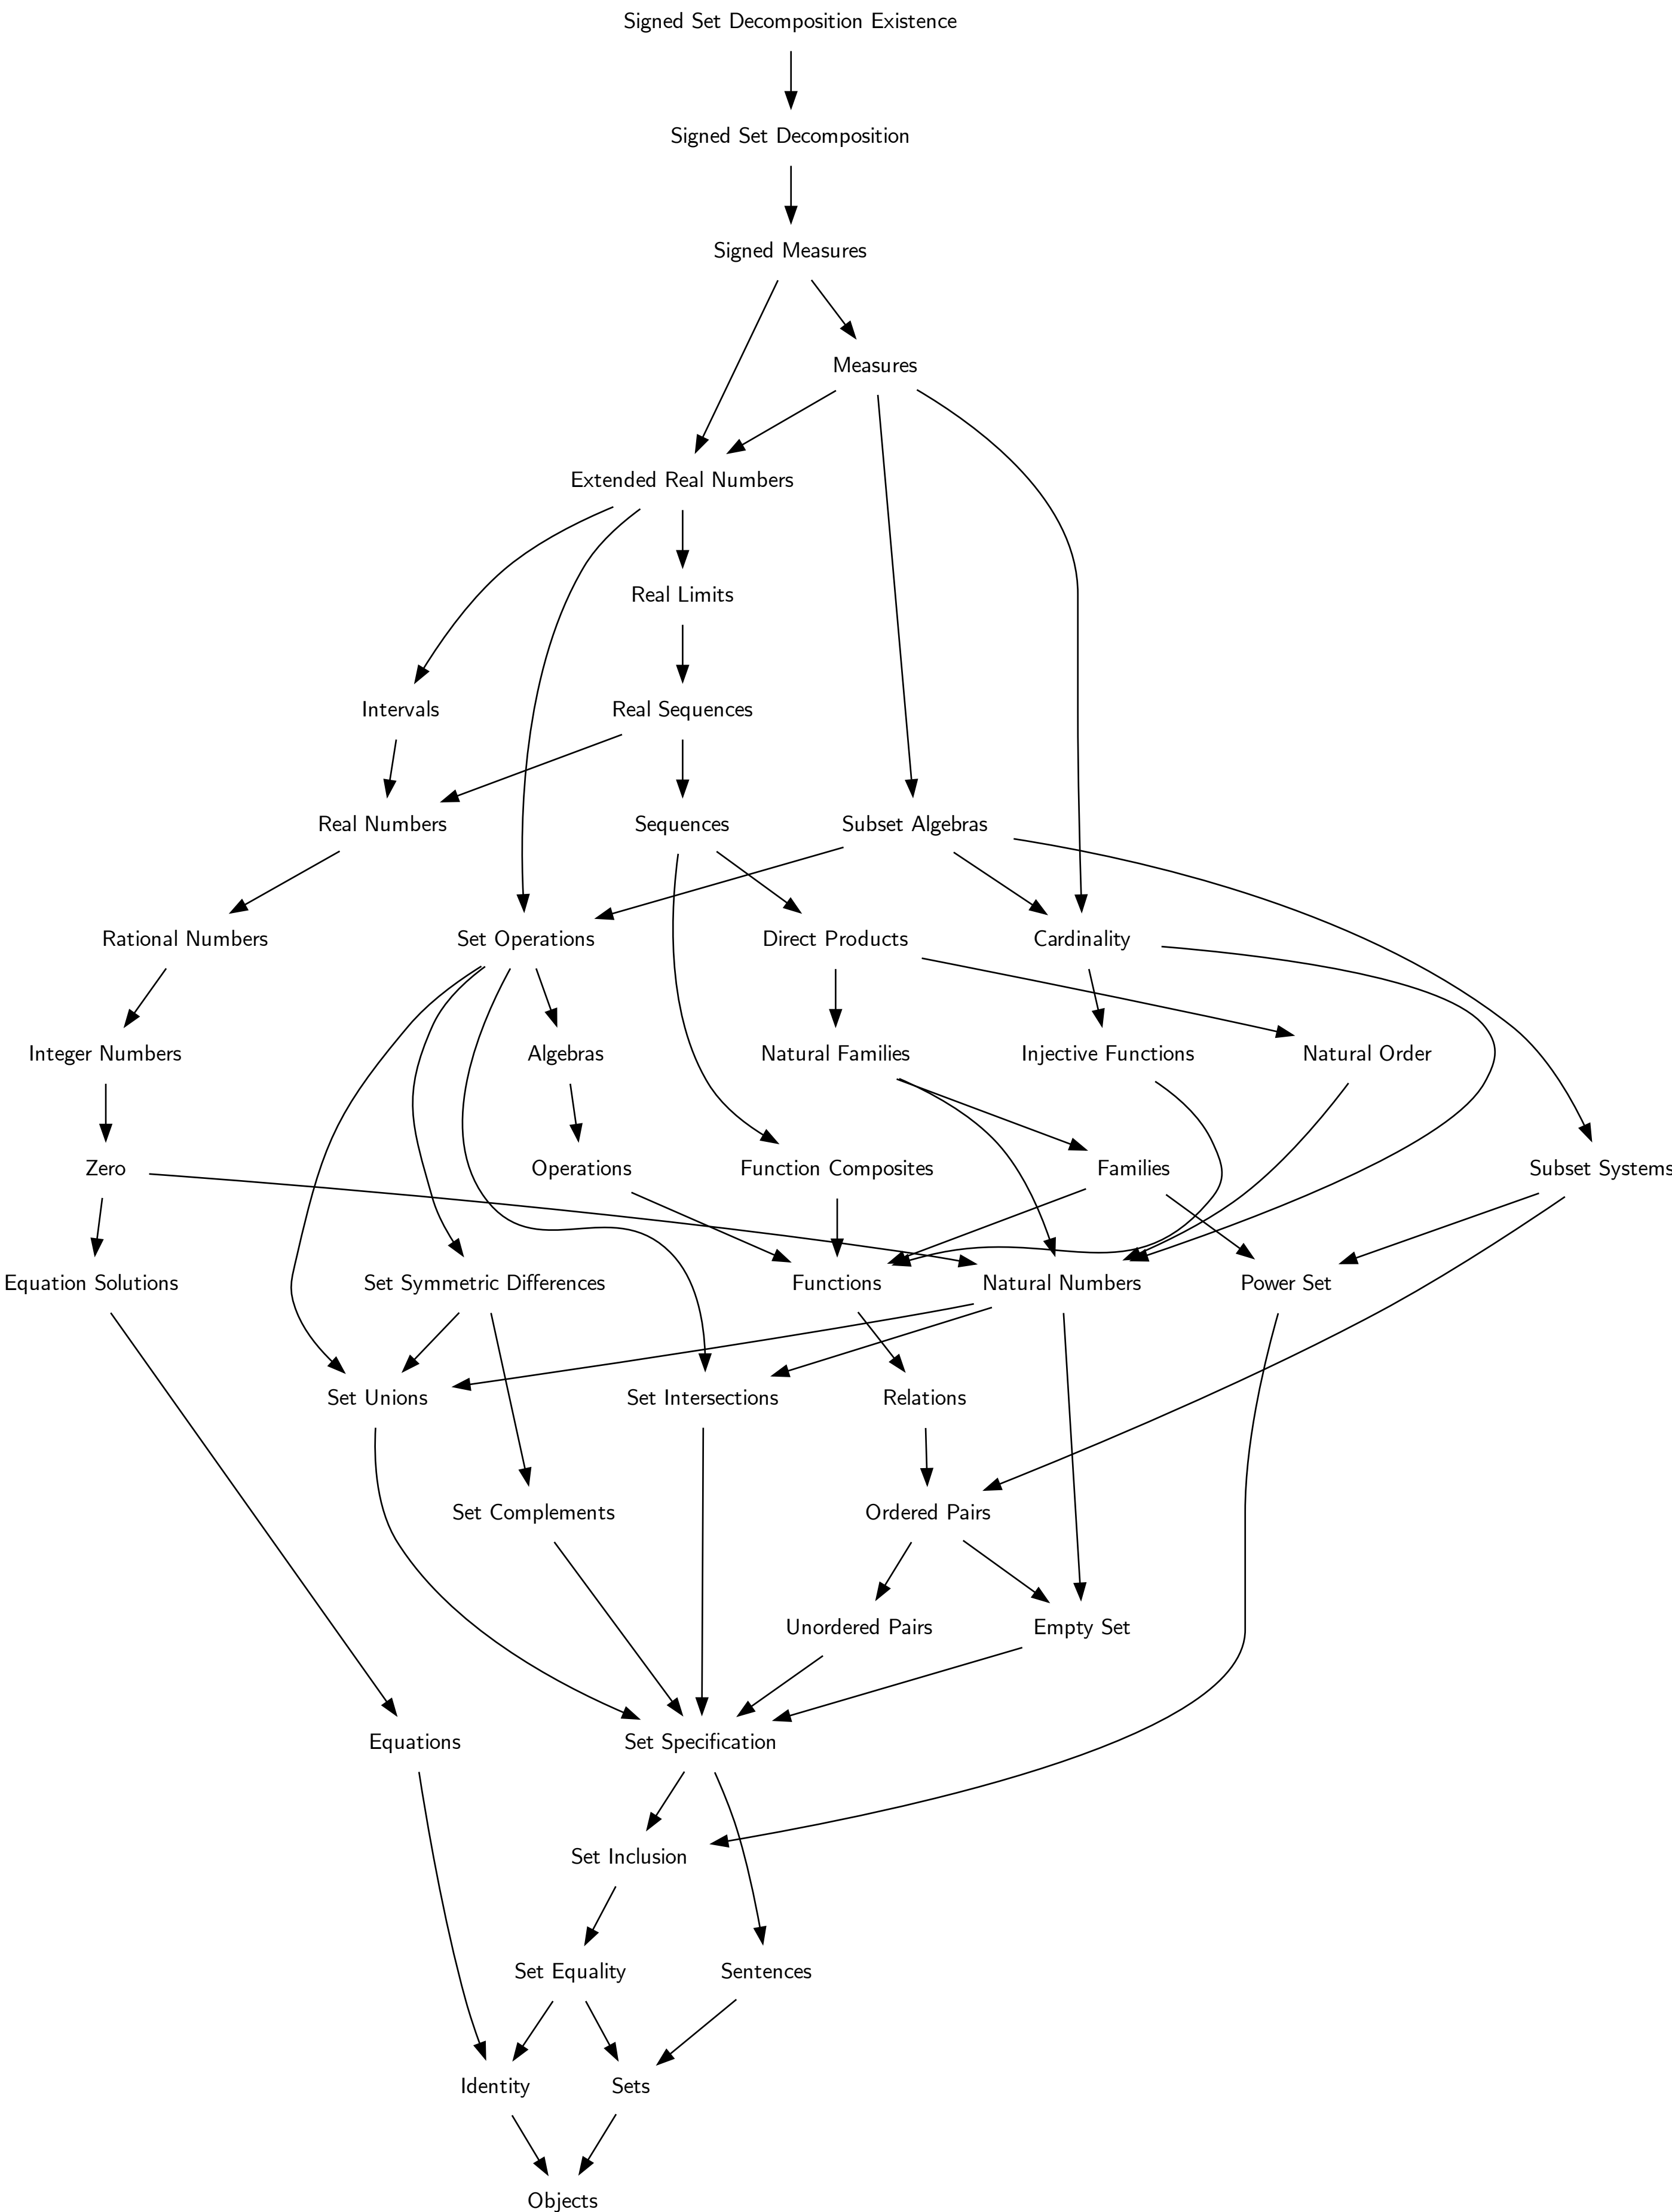 Signed Set Decomposition Existence
Signed Set Decomposition
Signed Measures
Measures
Extended Real Numbers
Real Limits
Intervals
Real Sequences
Real Numbers
Sequences
Subset Algebras
Rational Numbers
Set Operations
Direct Products
Cardinality
Integer Numbers
Algebras
Natural Families
Injective Functions
Natural Order
Zero
Operations
Function Composites
Families
Subset Systems
Equation Solutions
Set Symmetric Differences
Functions
Natural Numbers
Power Set
Set Unions
Set Intersections
Relations
Set Complements
Ordered Pairs
Unordered Pairs
Empty Set
Equations
Set Specification
Set Inclusion
Set Equality
Sentences
Identity
Sets
Objects